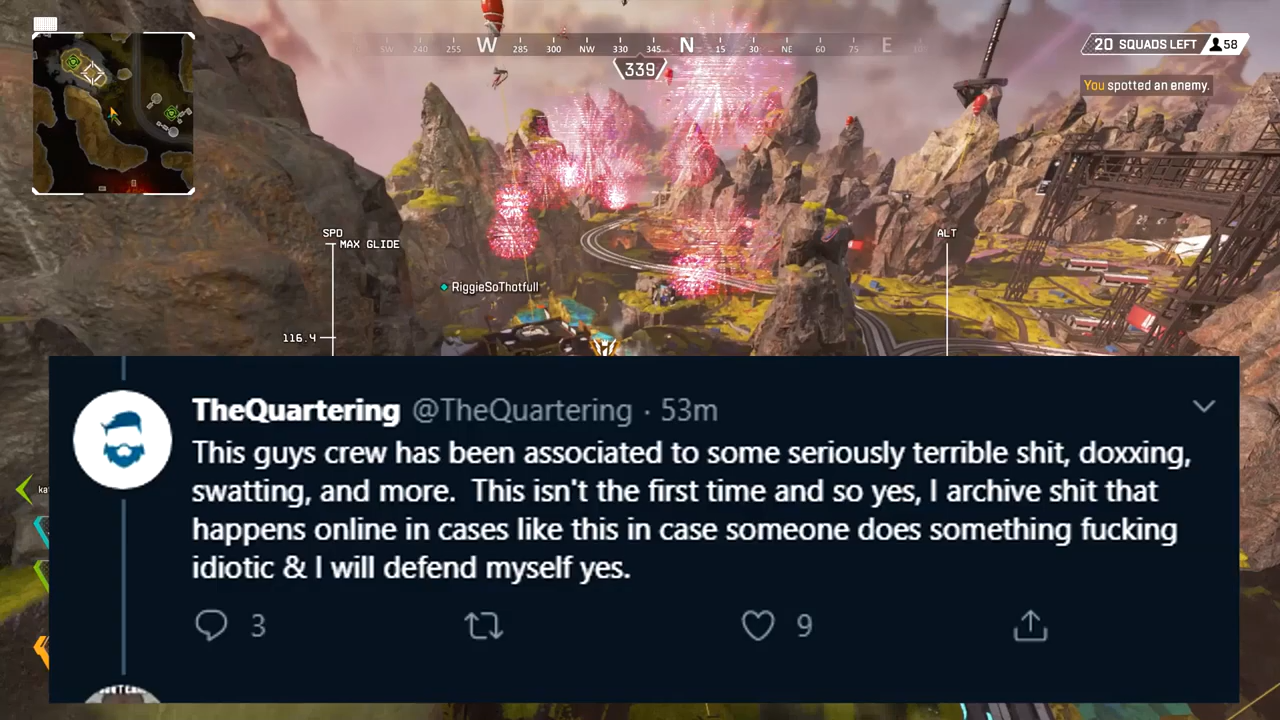 SW 240 255 W 285 300 NW 330 345 N 15 30 NE 60 75 E
339
20 SQUADS LEFT 58
You spotted an enemy.
SPD
MAX GLIDE
ALT
RiggieSoThotfull
116.4
TheQuartering @TheQuartering · 53m
This guys crew has been associated to some seriously terrible shit, doxxing,
swatting, and more. This isn't the first time and so yes, I archive shit that
happens online in cases like this in case someone does something fucking
idiotic & I will defend myself yes.
3 9